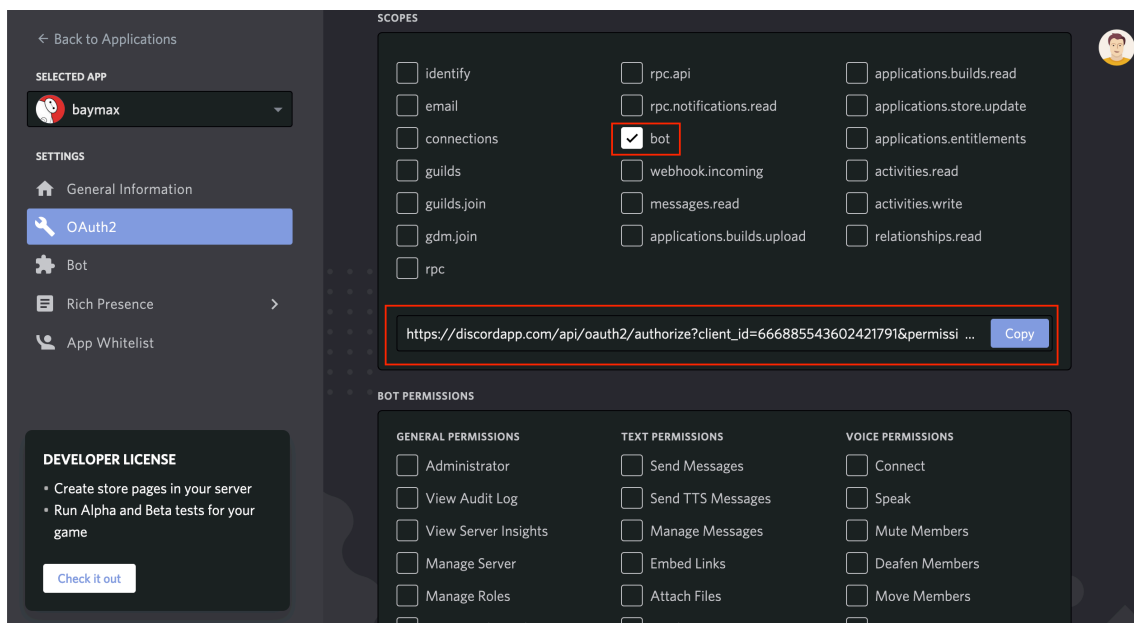 ← Back to Applications
SELECTED APP
baymax
SETTINGS
General Information
OAuth2
Bot
Rich Presence
App Whitelist
DEVELOPER LICENSE
• Create store pages in your server
• Run Alpha and Beta tests for your
game
Check it out
SCOPES
identify
rpc.api
applications.builds.read
email
rpc.notifications.read
applications.store.update
connections
bot
applications.entitlements
guilds
webhook.incoming
activities.read
guilds.join
messages.read
activities.write
gdm.join
applications.builds.upload
relationships.read
rpc
https://discordapp.com/api/oauth2/authorize?client_id=666885543602421791&permissi ...
Copy
BOT PERMISSIONS
GENERAL PERMISSIONS
TEXT PERMISSIONS
VOICE PERMISSIONS
Administrator
Send Messages
Connect
View Audit Log
Send TTS Messages
Speak
View Server Insights
Manage Messages
Mute Members
Manage Server
Embed Links
Deafen Members
Manage Roles
Attach Files
Move Members